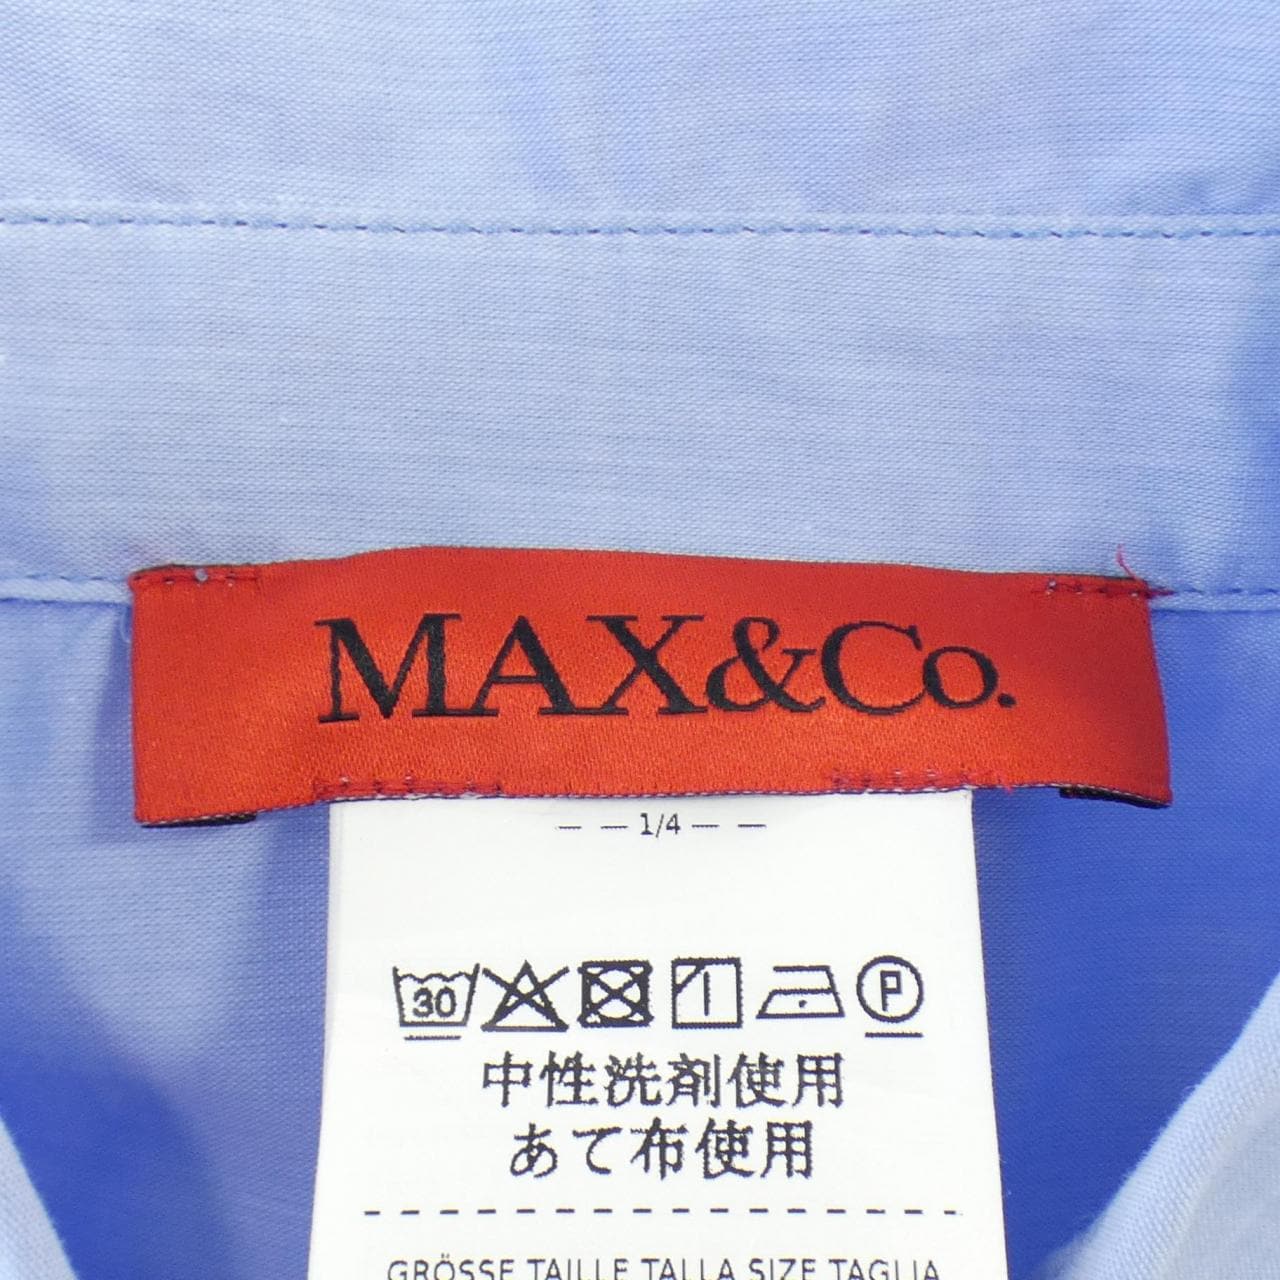 MAX&Co.
– – 1/4 – –
30 P
中性洗剤使用
あて布使用
GRÖSSE TAILLE TALLA SIZE TAGLIA